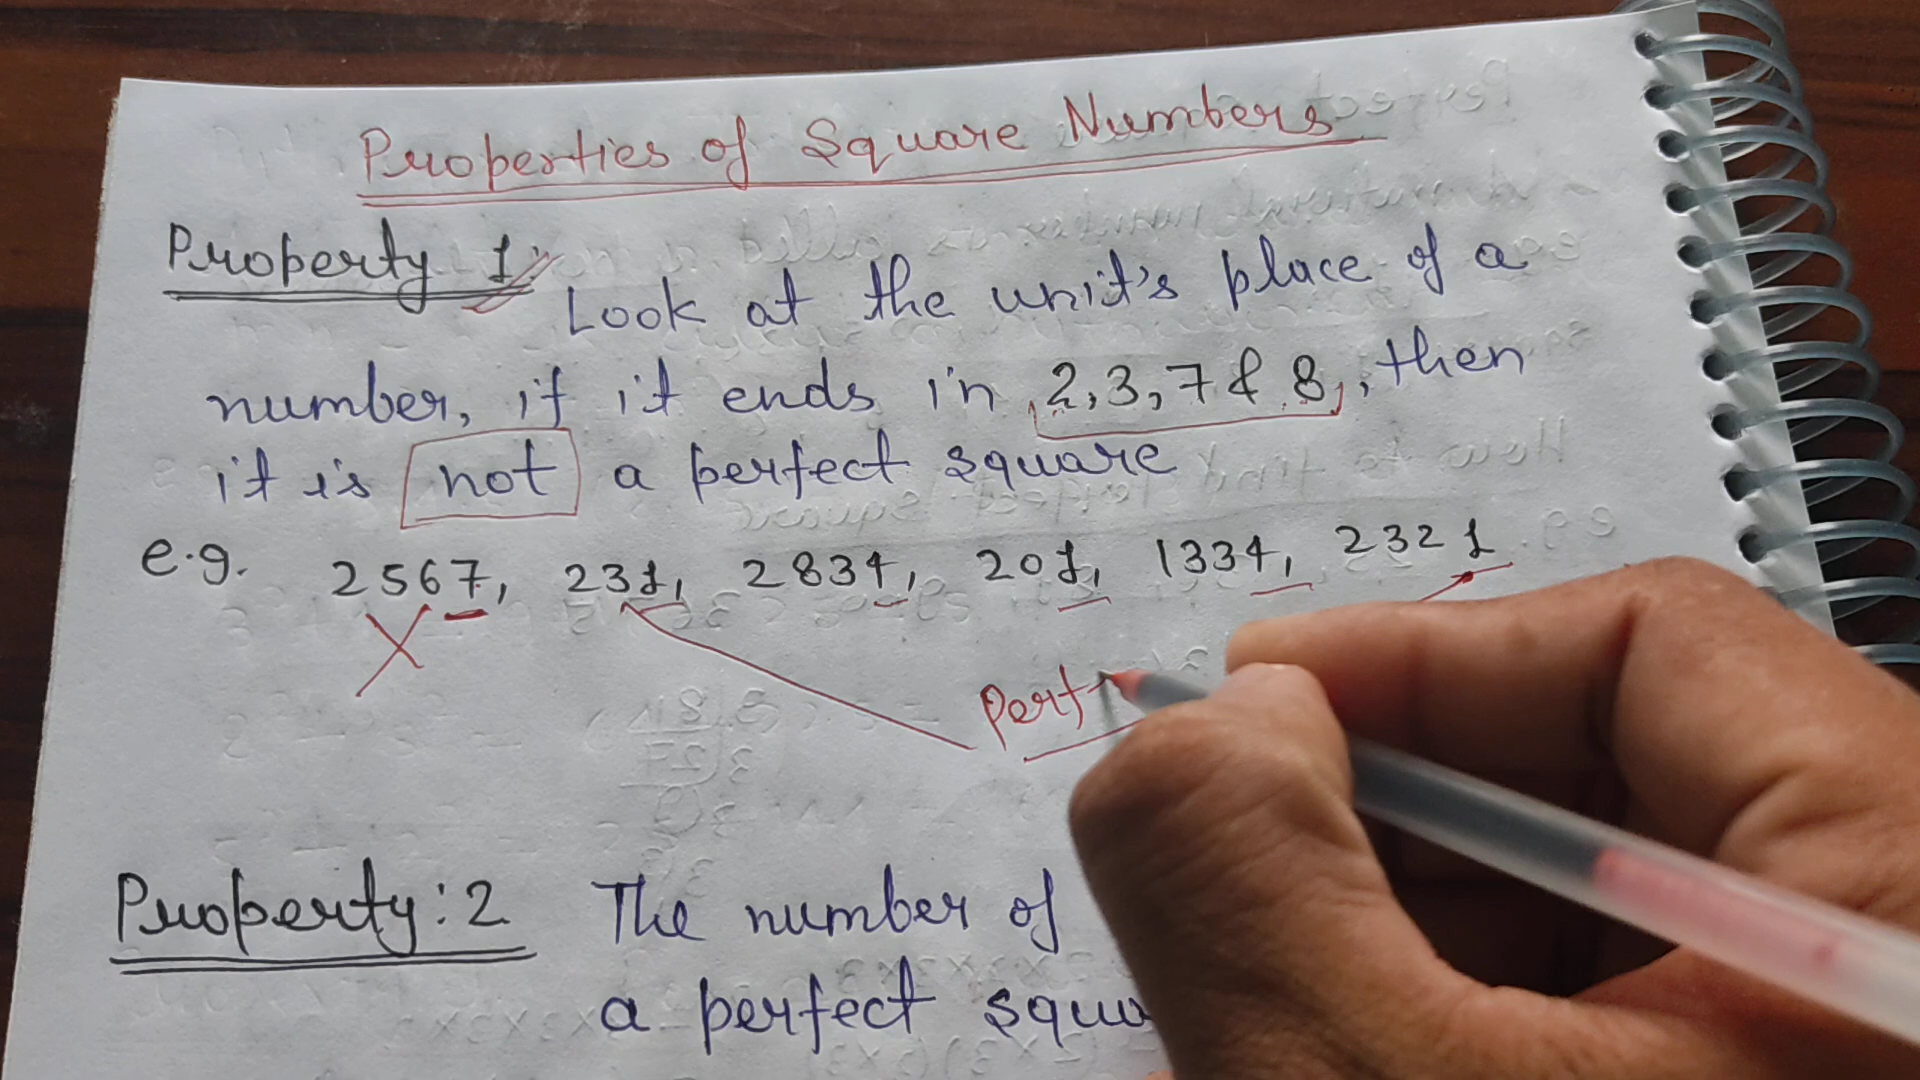 Properties of Square Numbers
Property 1:
Look at the unit's place of a
number, if it ends in 2,3,7 & 8, then
it is not a perfect square
e.g. 2567, 231, 2834, 201, 1334, 2321
Perf
Property:2 The number of
a perfect squa